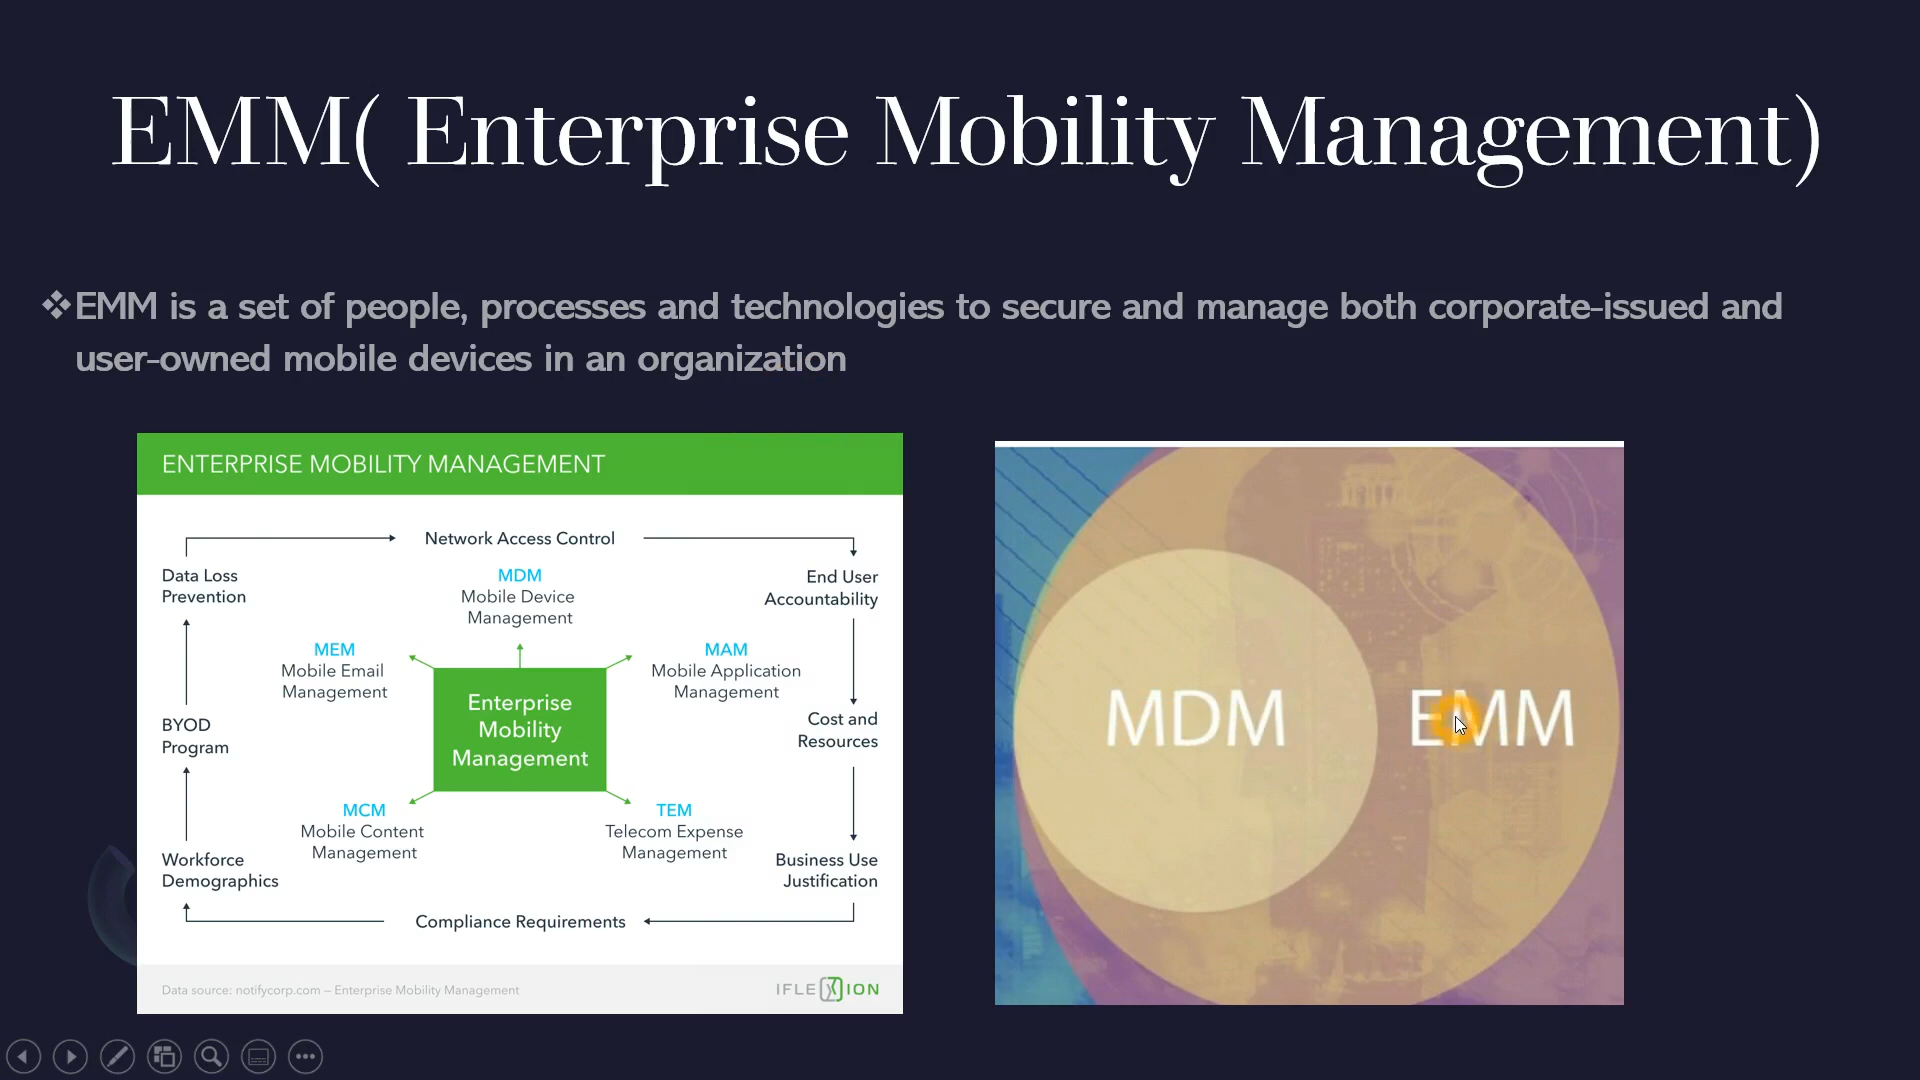 EMM( Enterprise Mobility Management)
❖EMM is a set of people, processes and technologies to secure and manage both corporate-issued and
user-owned mobile devices in an organization
ENTERPRISE MOBILITY MANAGEMENT
Network Access Control
Data Loss
Prevention
MDM
Mobile Device
Management
End User
Accountability
MEM
Mobile Email
Management
MAM
Mobile Application
Management
BYOD
Program
Enterprise
Mobility
Management
Cost and
Resources
MCM
Mobile Content
Management
TEM
Telecom Expense
Management
Workforce
Demographics
Business Use
Justification
Compliance Requirements
Data source: notifycorp.com – Enterprise Mobility Management
IFLEXION
MDM
EMM